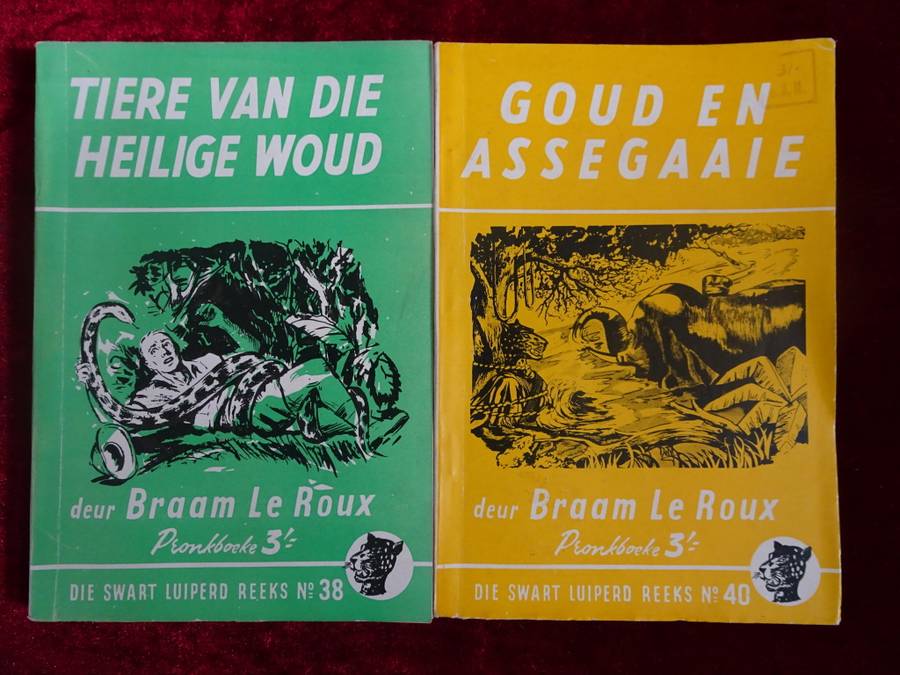 TIERE VAN DIE
HEILIGE WOUD
deur Braam Le Roux
Pronkboeke 3/-
DIE SWART LUIPERD REEKS Nº 38
GOUD EN
ASSEGAAIE
3/-
deur Braam Le Roux
Pronkboeke 3/-
DIE SWART LUIPERD REEKS Nº 40